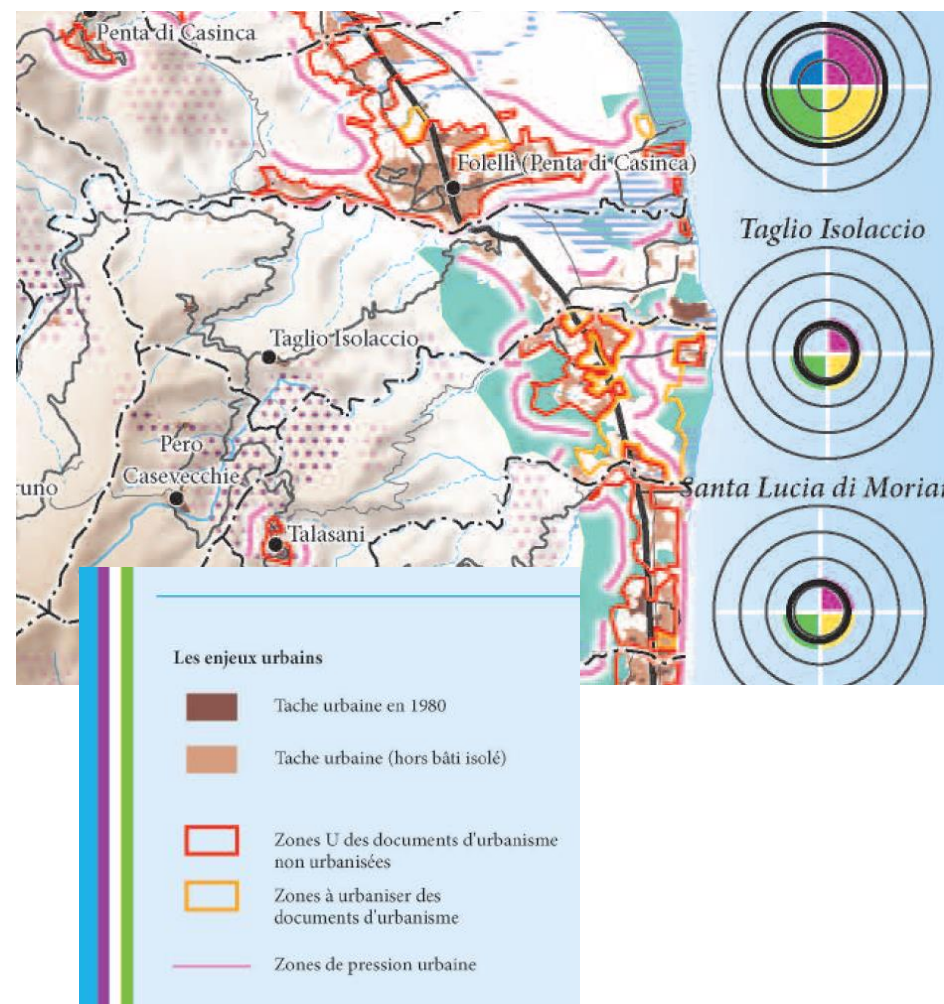 Penta di Casinca
Folelli (Penta di Casinca)
Taglio Isolaccio
Taglio Isolaccio
Pero
Casevecchie
runo
Santa Lucia di Morian
Talasani
Les enjeux urbains
Tache urbaine en 1980
Tache urbaine (hors bâti isolé)
Zones U des documents d'urbanisme
non urbanisées
Zones à urbaniser des
documents d'urbanisme
Zones de pression urbaine